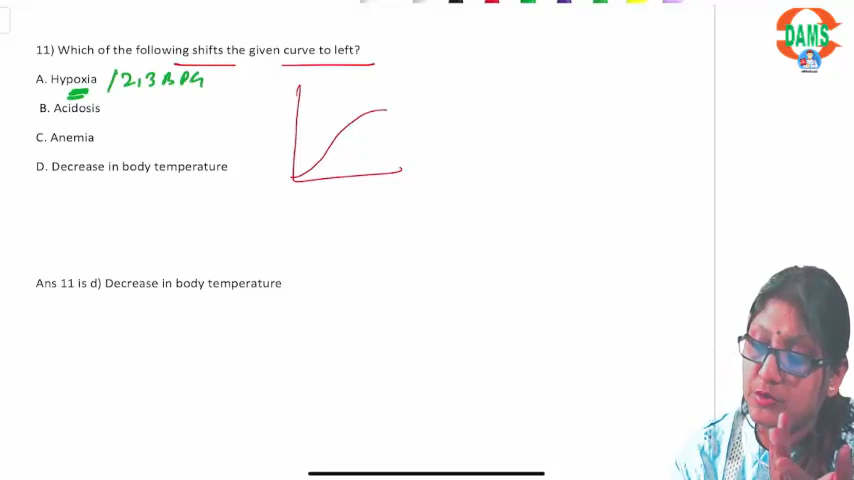 11) Which of the following shifts the given curve to left?
A. Hypoxia /2,3 BPG
B. Acidosis
C. Anemia
D. Decrease in body temperature
Ans 11 is d) Decrease in body temperature
DAMS